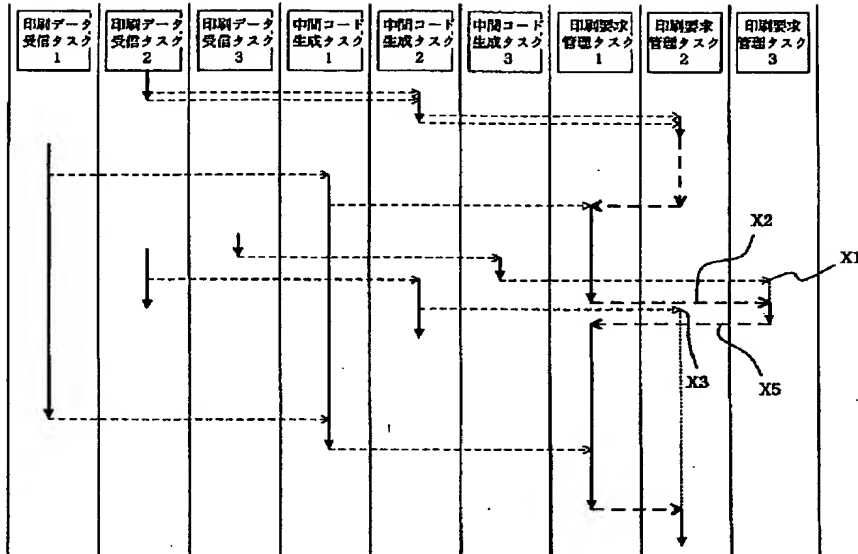 印刷データ
受信タスク
1
印刷データ
受信タスク
2
印刷データ
受信タスク
3
中間コード
生成タスク
1
中間コード
生成タスク
2
中間コード
生成タスク
3
印刷要求
管理タスク
1
印刷要求
管理タスク
2
印刷要求
管理タスク
3
X2
X1
X3
X5